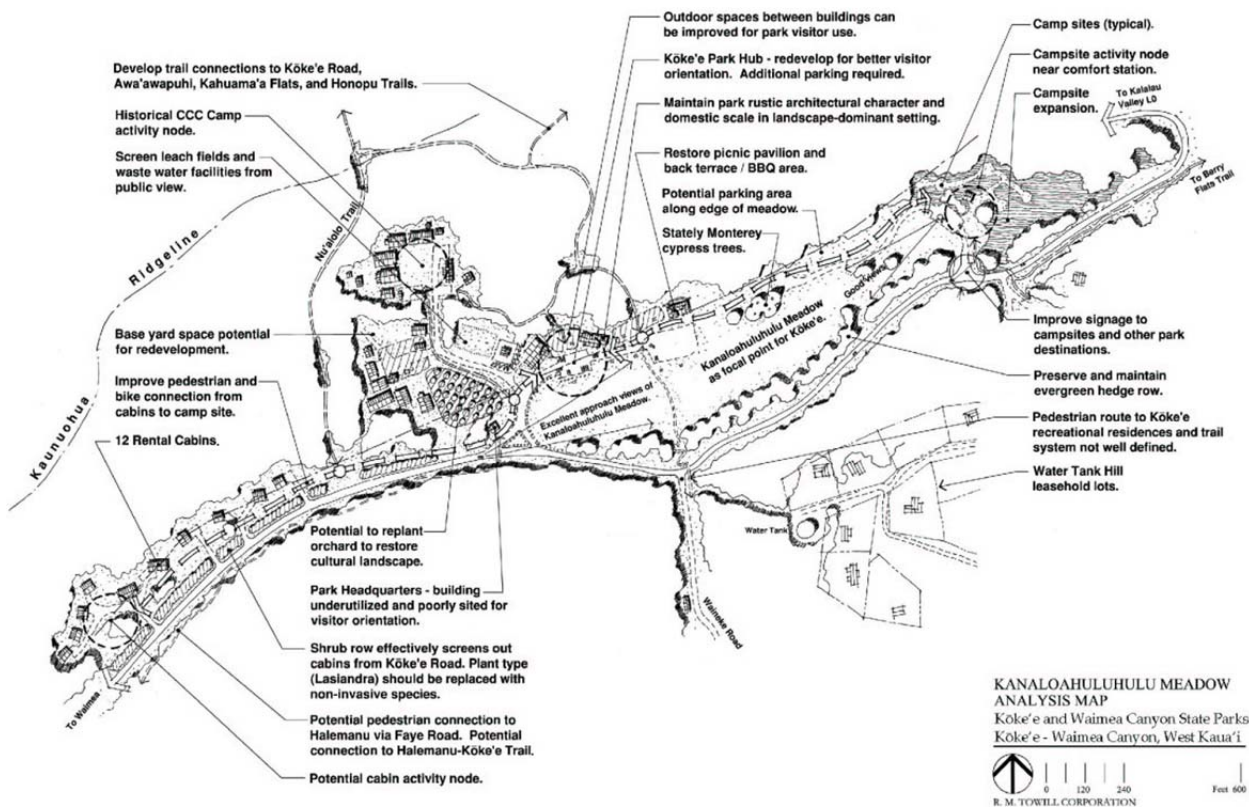 Outdoor spaces between buildings can
be improved for park visitor use.
Kōke'e Park Hub - redevelop for better visitor
orientation. Additional parking required.
Maintain park rustic architectural character and
domestic scale in landscape-dominant setting.
Restore picnic pavilion and
back terrace / BBQ area.
Potential parking area
along edge of meadow.
Stately Monterey
cypress trees.
Camp sites (typical).
Campsite activity node
near comfort station.
Campsite
expansion.
To Kalalau
Valley LO
To Berry
Flats Trail
Develop trail connections to Kōke'e Road,
Awa'awapuhi, Kahuama'a Flats, and Honopu Trails.
Historical CCC Camp
activity node.
Screen leach fields and
waste water facilities from
public view.
Nu'alolo Trail
Kaunuohua Ridgeline
Base yard space potential
for redevelopment.
Improve pedestrian and
bike connection from
cabins to camp site.
12 Rental Cabins.
Good views
Kanaloahuluhulu Meadow
as focal point for Kōke'e.
Excellent approach views of
Kanaloahuluhulu Meadow.
Improve signage to
campsites and other park
destinations.
Preserve and maintain
evergreen hedge row.
Pedestrian route to Kōke'e
recreational residences and trail
system not well defined.
Water Tank Hill
leasehold lots.
Water Tank
Waineke Road
Potential to replant
orchard to restore
cultural landscape.
Park Headquarters - building
underutilized and poorly sited for
visitor orientation.
Shrub row effectively screens out
cabins from Kōke'e Road. Plant type
(Lasiandra) should be replaced with
non-invasive species.
Potential pedestrian connection to
Halemanu via Faye Road. Potential
connection to Halemanu-Kōke'e Trail.
Potential cabin activity node.
To Waimea
KANALOAHULUHULU MEADOW
ANALYSIS MAP
Kōke'e and Waimea Canyon State Parks
Kōke'e - Waimea Canyon, West Kaua'i
0 120 240 Feet 600
R. M. TOWILL CORPORATION